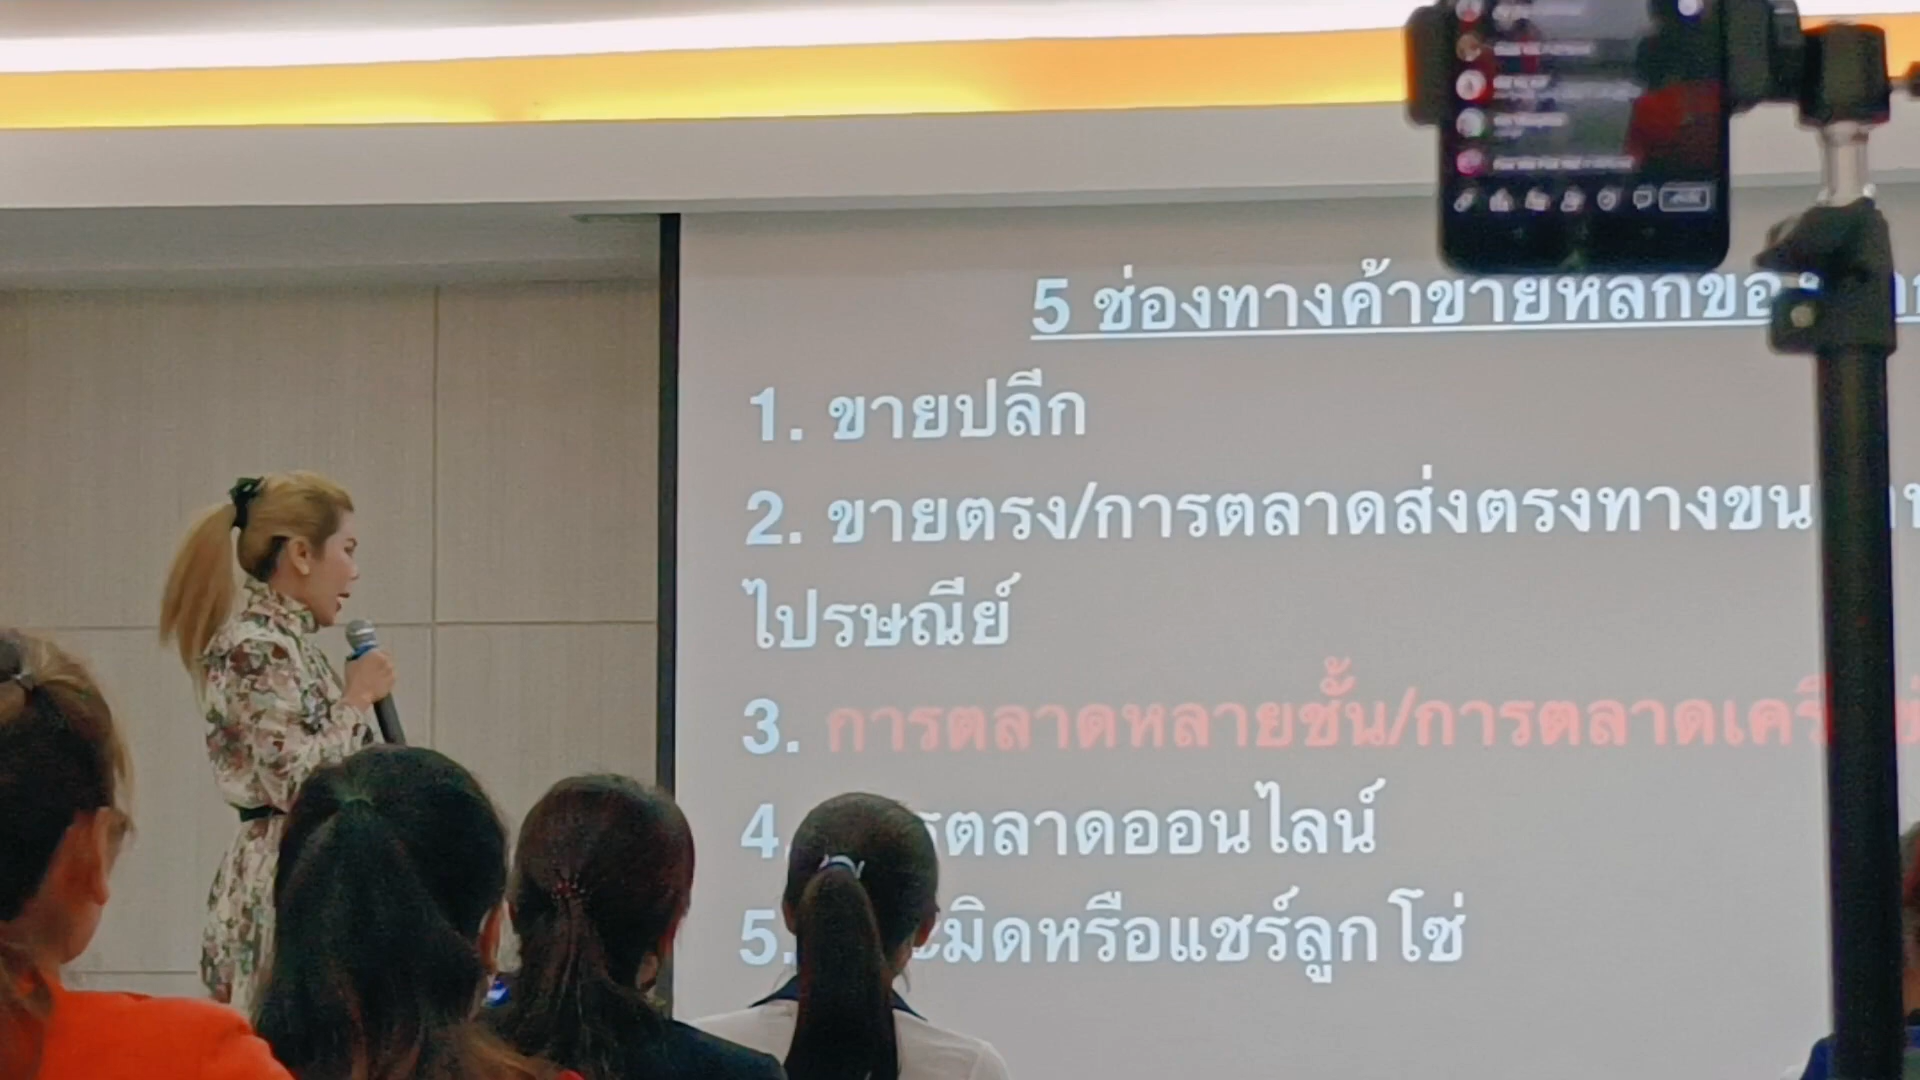 5 ช่องทางค้าขายหลักของ
1. ขายปลีก
2. ขายตรง/การตลาดส่งตรงทางขน
ไปรษณีย์
3. การตลาดหลายชั้น/การตลาด
4. ตลาดออนไลน์
5. หรือแชร์ลูกโซ่